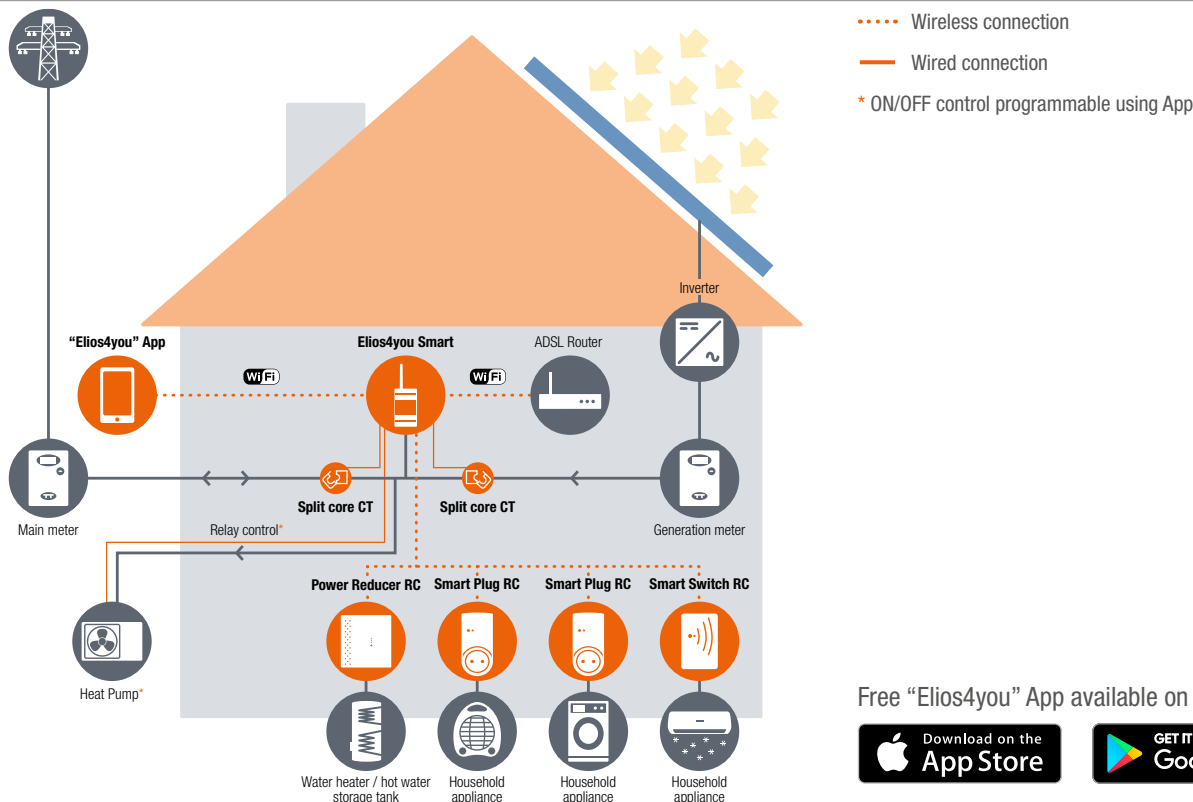 Wireless connection
Wired connection
* ON/OFF control programmable using App
Inverter
"Elios4you" App
Elios4you Smart
ADSL Router
WiFi
WiFi
Split core CT
Split core CT
Main meter
Relay control*
Generation meter
Power Reducer RC
Smart Plug RC
Smart Plug RC
Smart Switch RC
Heat Pump*
Water heater / hot water
storage tank
Household
appliance
Household
appliance
Household
appliance
Free “Elios4you” App available on
Download on the
App Store
GET IT
Goo